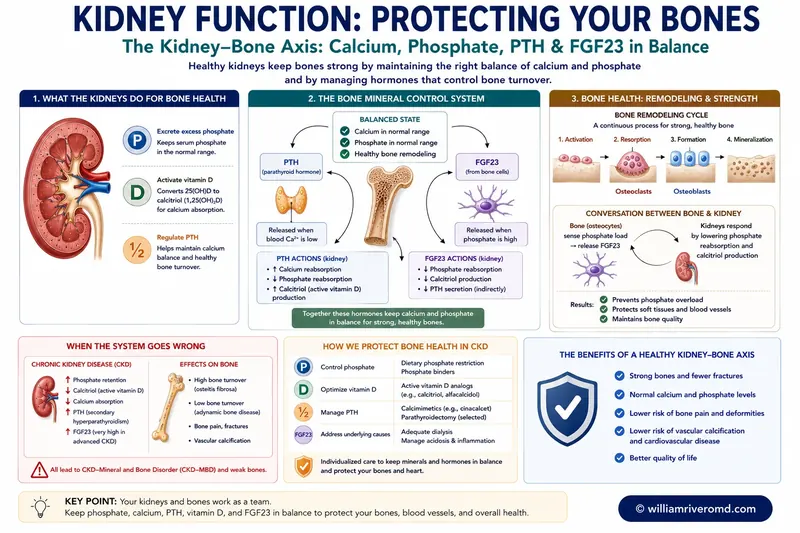 KIDNEY FUNCTION: PROTECTING YOUR BONES
The Kidney–Bone Axis: Calcium, Phosphate, PTH & FGF23 in Balance
Healthy kidneys keep bones strong by maintaining the right balance of calcium and phosphate
and by managing hormones that control bone turnover.
1. WHAT THE KIDNEYS DO FOR BONE HEALTH
P
Excrete excess phosphate
Keeps serum phosphate
in the normal range.
D
Activate vitamin D
Converts 25(OH)D to
calcitriol (1,25(OH)₂D)
for calcium absorption.
½
Regulate PTH
Helps maintain calcium
balance and healthy
bone turnover.
2. THE BONE MINERAL CONTROL SYSTEM
BALANCED STATE
Calcium in normal range
Phosphate in normal range
Healthy bone remodeling
PTH
(parathyroid hormone)
Released when
blood Ca²⁺ is low
PTH ACTIONS (kidney)
↑ Calcium reabsorption
↓ Phosphate reabsorption
↑ Calcitriol (active vitamin D)
production
FGF23
(from bone cells)
Released when
phosphate is high
FGF23 ACTIONS (kidney)
↓ Phosphate reabsorption
↓ Calcitriol production
↓ PTH secretion (indirectly)
Together these hormones keep calcium and phosphate
in balance for strong, healthy bones.
3. BONE HEALTH: REMODELING & STRENGTH
BONE REMODELING CYCLE
A continuous process for strong, healthy bone
1. Activation
2. Resorption
3. Formation
4. Mineralization
Osteoclasts
Osteoblasts
CONVERSATION BETWEEN BONE & KIDNEY
Bone (osteocytes)
sense phosphate load
→ release FGF23
Kidneys respond
by lowering phosphate
reabsorption and
calcitriol production
Results:
Prevents phosphate overload
Protects soft tissues and blood vessels
Maintains bone quality
WHEN THE SYSTEM GOES WRONG
CHRONIC KIDNEY DISEASE (CKD)
↑ Phosphate retention
↓ Calcitriol (active vitamin D)
↓ Calcium absorption
↑ PTH (secondary
hyperparathyroidism)
↑ FGF23 (very high in
advanced CKD)
EFFECTS ON BONE
• High bone turnover
(osteitis fibrosa)
• Low bone turnover
(adynamic bone disease)
• Bone pain, fractures
• Vascular calcification
All lead to CKD–Mineral and Bone Disorder (CKD–MBD) and weak bones.
HOW WE PROTECT BONE HEALTH IN CKD
P
Control phosphate
Dietary phosphate restriction
Phosphate binders
D
Optimize vitamin D
Active vitamin D analogs
(e.g., calcitriol, alfacalcidol)
½
Manage PTH
Calcimimetics (e.g., cinacalcet)
Parathyroidectomy (selected)
FGF23
Address underlying causes
Adequate dialysis
Manage acidosis & inflammation
Individualized care to keep minerals and hormones in balance
and protect your bones and heart.
THE BENEFITS OF A HEALTHY KIDNEY–BONE AXIS
Strong bones and fewer fractures
Normal calcium and phosphate levels
Lower risk of bone pain and deformities
Lower risk of vascular calcification
and cardiovascular disease
Better quality of life
KEY POINT: Your kidneys and bones work as a team.
Keep phosphate, calcium, PTH, vitamin D, and FGF23 in balance to protect your bones, blood vessels, and overall health.
© williamriveromd.com